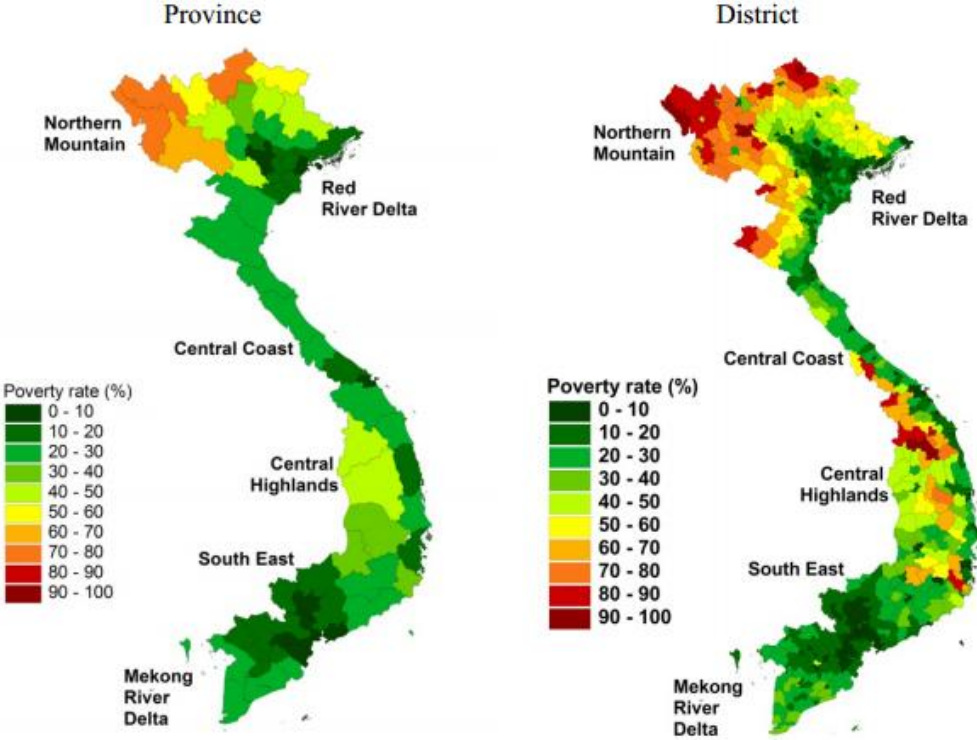 Province
Northern
Mountain
Red
River Delta
Central Coast
Poverty rate (%)
0 - 10
10 - 20
20 - 30
30 - 40
40 - 50
50 - 60
60 - 70
70 - 80
80 - 90
90 - 100
Central
Highlands
South East
Mekong
River
Delta
District
Northern
Mountain
Red
River Delta
Central Coast
Poverty rate (%)
0 - 10
10 - 20
20 - 30
30 - 40
40 - 50
50 - 60
60 - 70
70 - 80
80 - 90
90 - 100
Central
Highlands
South East
Mekong
River
Delta